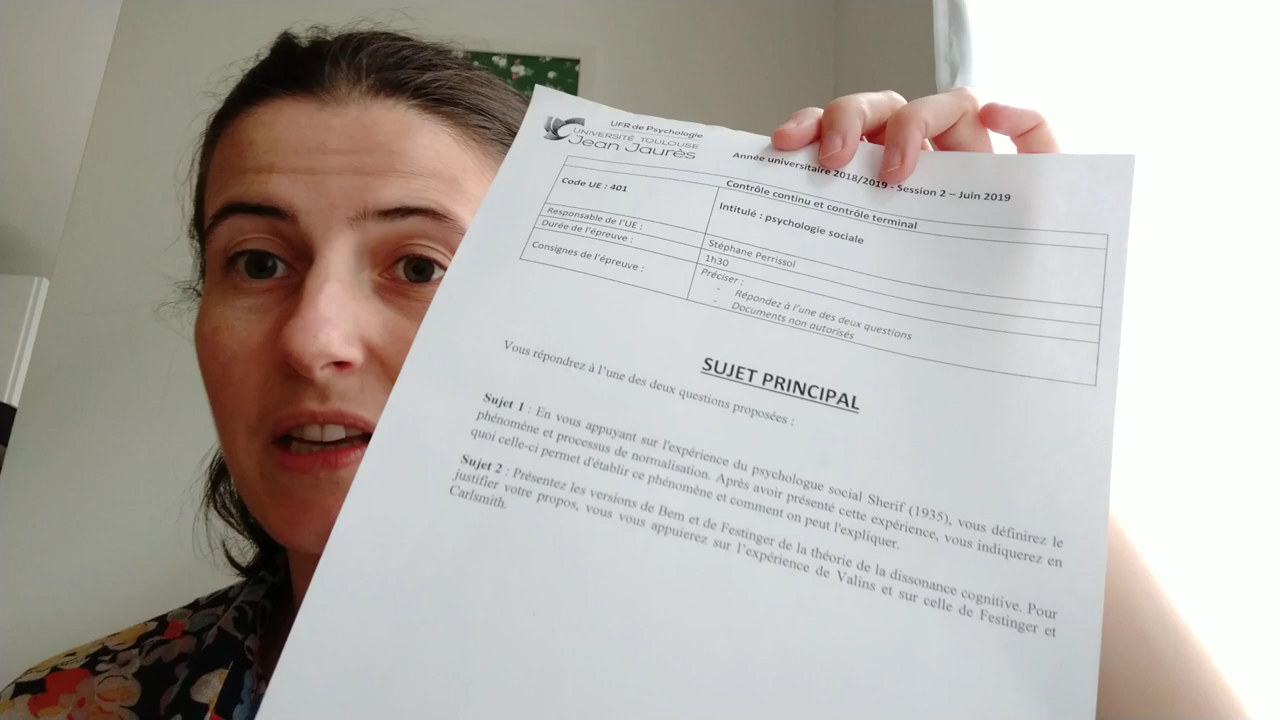 UFR de Psychologie
UNIVERSITÉ TOULOUSE
Jean Jaurès
Année universitaire 2018/2019 - Session 2 – Juin 2019
Contrôle continu et contrôle terminal
Code UE : 401
Intitulé : psychologie sociale
Responsable de l'UE :
Stéphane Perrissol
Durée de l'épreuve :
1h30
Consignes de l'épreuve :
Préciser :
- Répondez à l'une des deux questions
- Documents non autorisés
SUJET PRINCIPAL
Vous répondrez à l'une des deux questions proposées :
Sujet 1 : En vous appuyant sur l'expérience du psychologue social Sherif (1935), vous définirez le
phénomène et processus de normalisation. Après avoir présenté cette expérience, vous indiquerez en
quoi celle-ci permet d'établir ce phénomène et comment on peut l'expliquer.
Sujet 2 : Présentez les versions de Bem et de Festinger de la théorie de la dissonance cognitive. Pour
justifier votre propos, vous vous appuierez sur l'expérience de Valins et sur celle de Festinger et
Carlsmith.